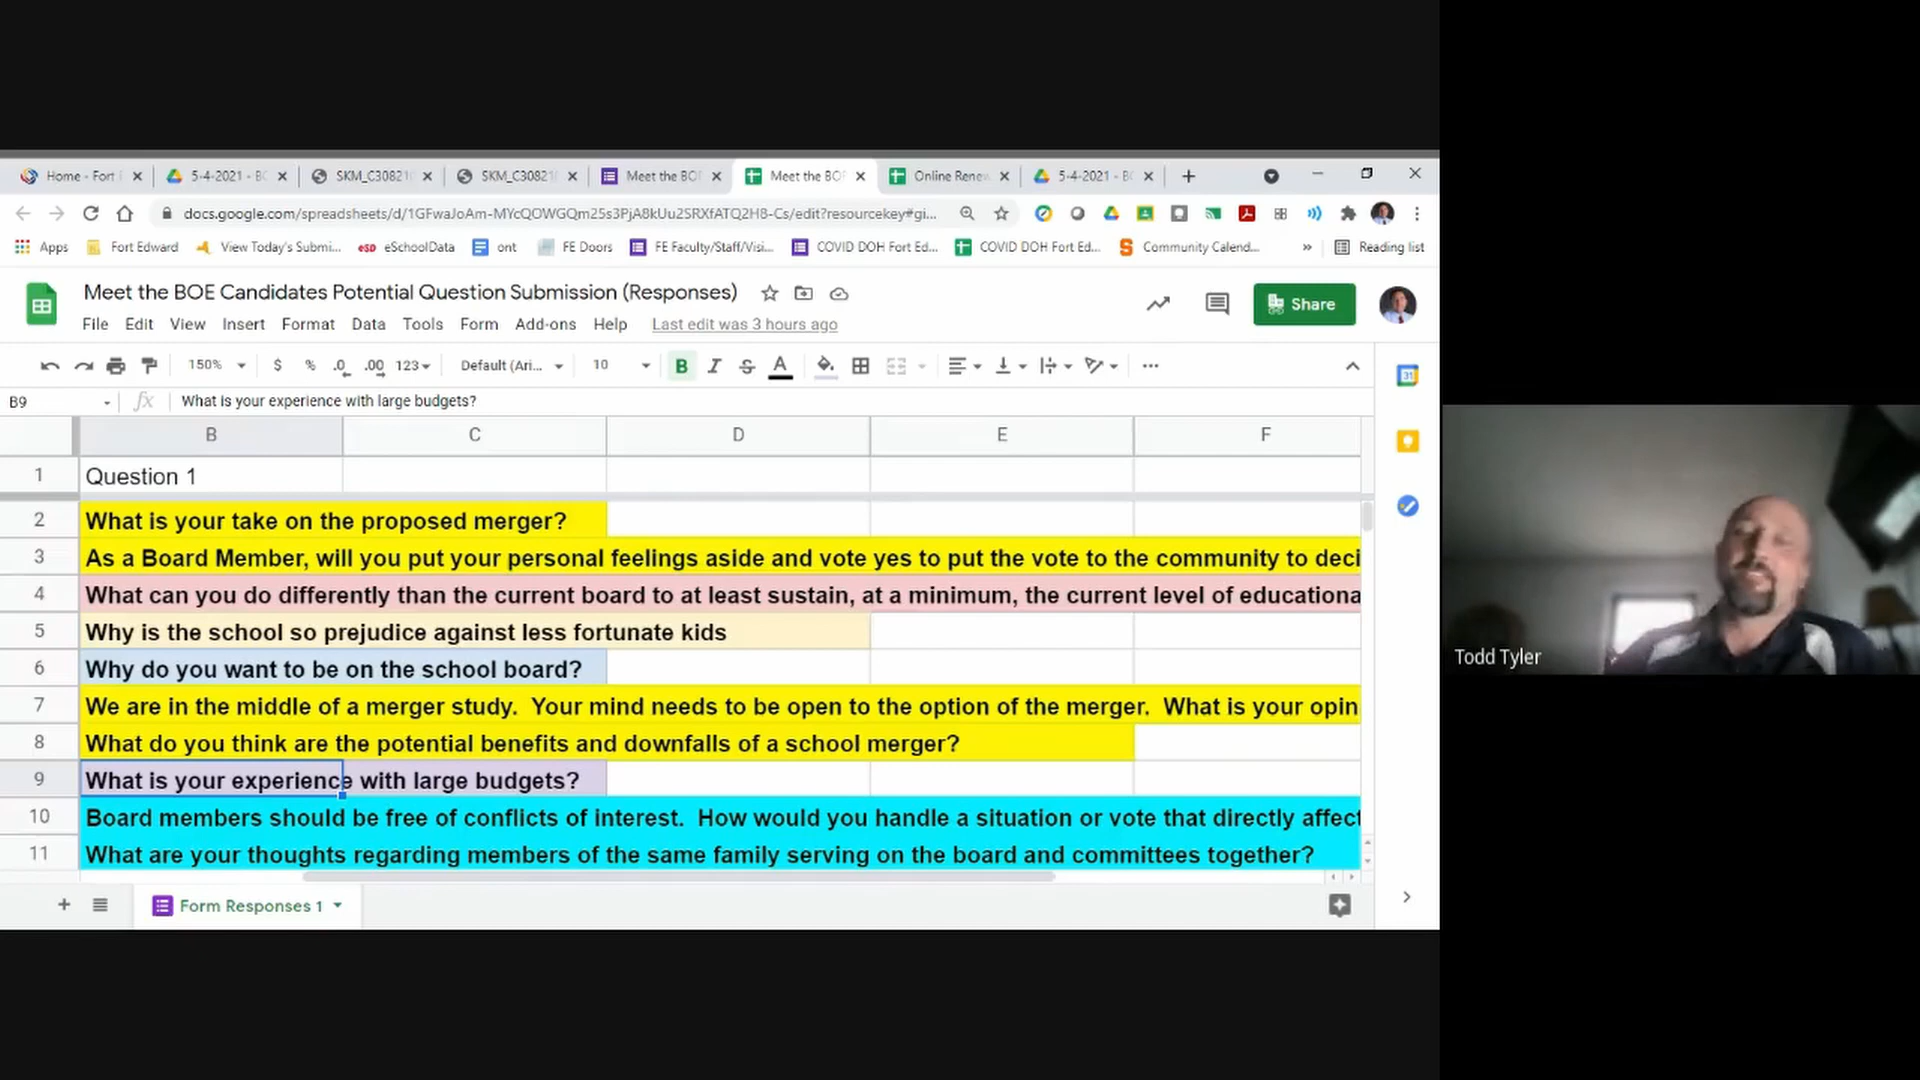 Home - Fort
5-4-2021 - BO
SKM_C30821
SKM_C30821
Meet the BOE
Meet the BOE
Online Renew
5-4-2021 - BO
docs.google.com/spreadsheets/d/1GFwaJoAm-MYcQOWGQm25s3PjA8kUu2SRXfATQ2H8-Cs/edit?resourcekey#gi...
Apps
Fort Edward
View Today's Submi...
esD eSchoolData
ont
FE Doors
FE Faculty/Staff/Visi...
COVID DOH Fort Ed...
COVID DOH Fort Ed...
Community Calend...
»
Reading list
Meet the BOE Candidates Potential Question Submission (Responses)
File Edit View Insert Format Data Tools Form Add-ons Help Last edit was 3 hours ago
Share
150% $ % .0 .00 123 Default (Ari... 10 B I S A
31
B9 fx What is your experience with large budgets?
B C D E F
1 Question 1
2 What is your take on the proposed merger?
3 As a Board Member, will you put your personal feelings aside and vote yes to put the vote to the community to deci
4 What can you do differently than the current board to at least sustain, at a minimum, the current level of educationa
5 Why is the school so prejudice against less fortunate kids
6 Why do you want to be on the school board?
7 We are in the middle of a merger study. Your mind needs to be open to the option of the merger. What is your opin
8 What do you think are the potential benefits and downfalls of a school merger?
9 What is your experience with large budgets?
10 Board members should be free of conflicts of interest. How would you handle a situation or vote that directly affect
11 What are your thoughts regarding members of the same family serving on the board and committees together?
Form Responses 1
Todd Tyler